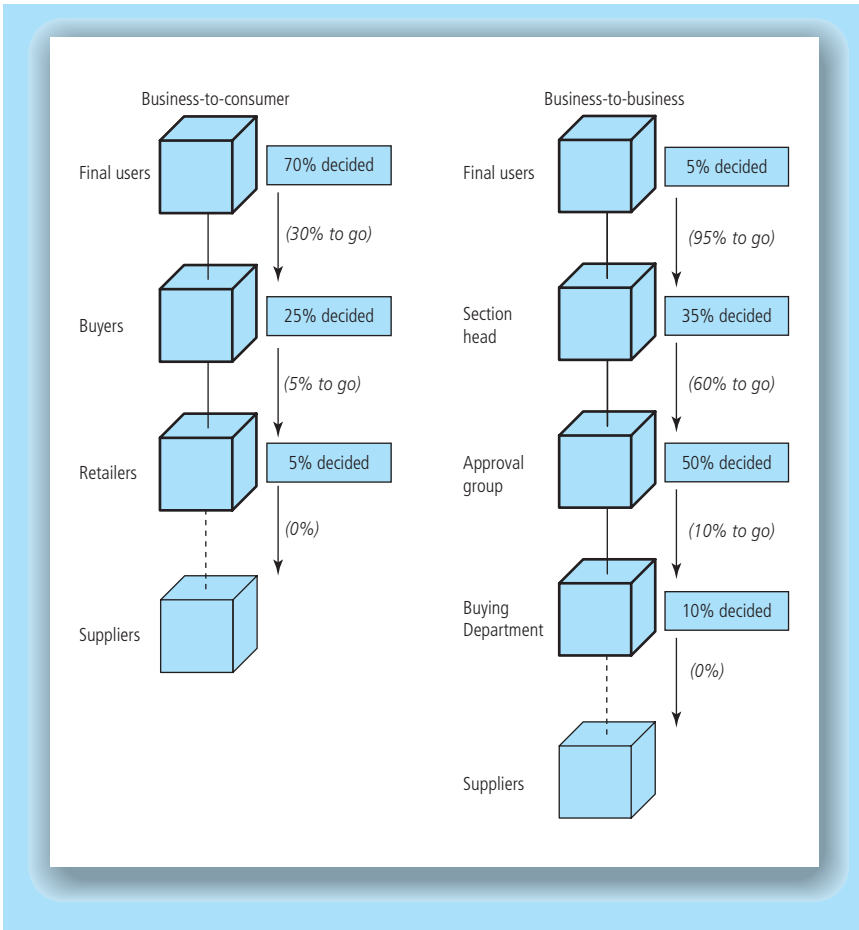 Business-to-consumer
Final users
70% decided
(30% to go)
Buyers
25% decided
(5% to go)
Retailers
5% decided
(0%)
Suppliers
Business-to-business
Final users
5% decided
(95% to go)
Section
head
35% decided
(60% to go)
Approval
group
50% decided
(10% to go)
Buying
Department
10% decided
(0%)
Suppliers